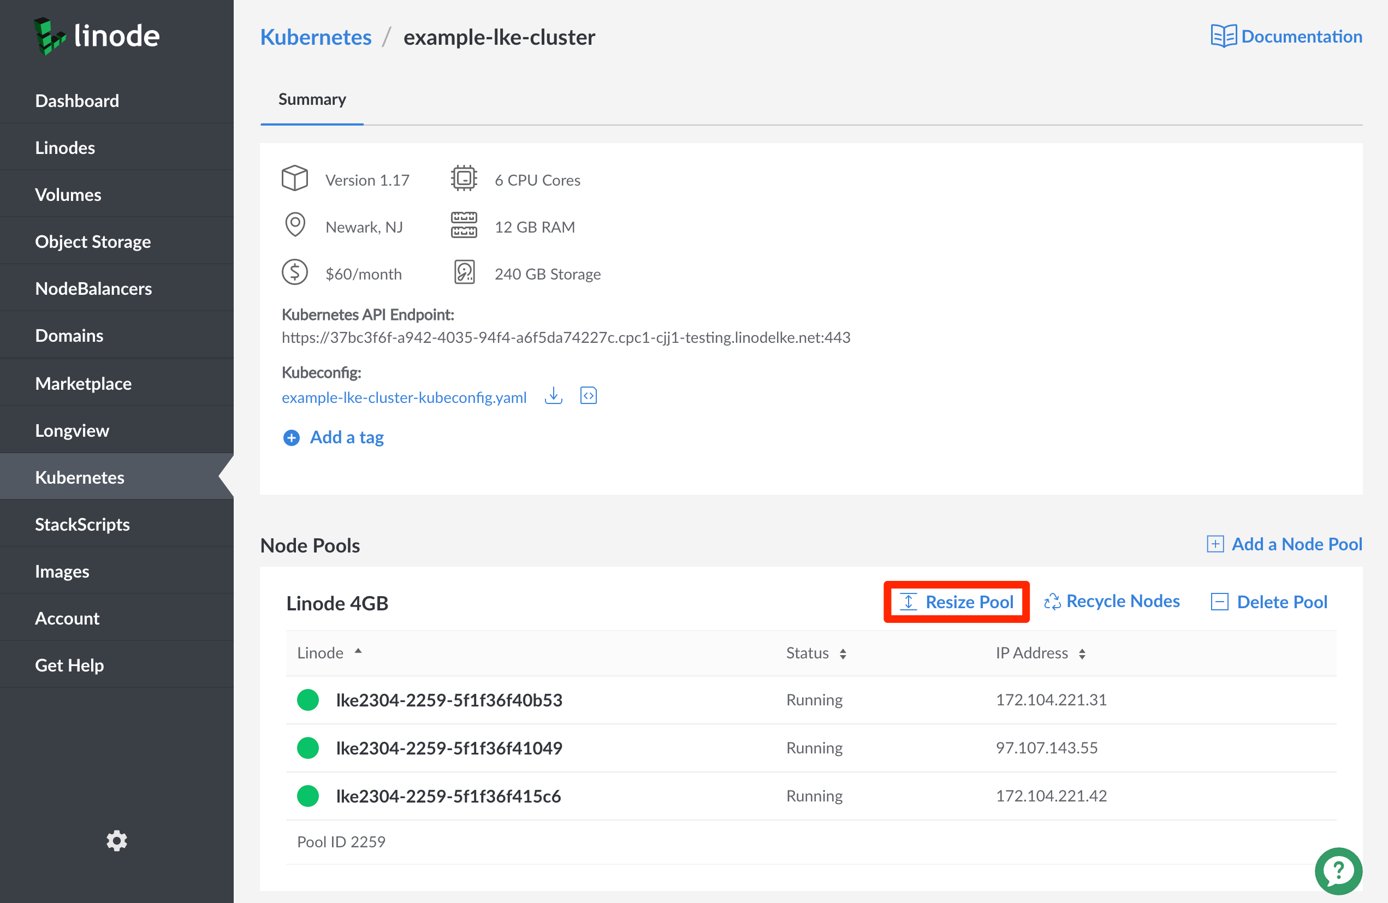 linode
Dashboard
Linodes
Volumes
Object Storage
NodeBalancers
Domains
Marketplace
Longview
Kubernetes
StackScripts
Images
Account
Get Help
Kubernetes / example-lke-cluster
Documentation
Summary
Version 1.17
6 CPU Cores
Newark, NJ
12 GB RAM
$60/month
240 GB Storage
Kubernetes API Endpoint:
https://37bc3f6f-a942-4035-94f4-a6f5da74227c.cpc1-cjj1-testing.linodelke.net:443
Kubeconfig:
example-lke-cluster-kubeconfig.yaml
Add a tag
Node Pools
Add a Node Pool
Linode 4GB
Resize Pool
Recycle Nodes
Delete Pool
Linode Status IP Address
lke2304-2259-5f1f36f40b53 Running 172.104.221.31
lke2304-2259-5f1f36f41049 Running 97.107.143.55
lke2304-2259-5f1f36f415c6 Running 172.104.221.42
Pool ID 2259